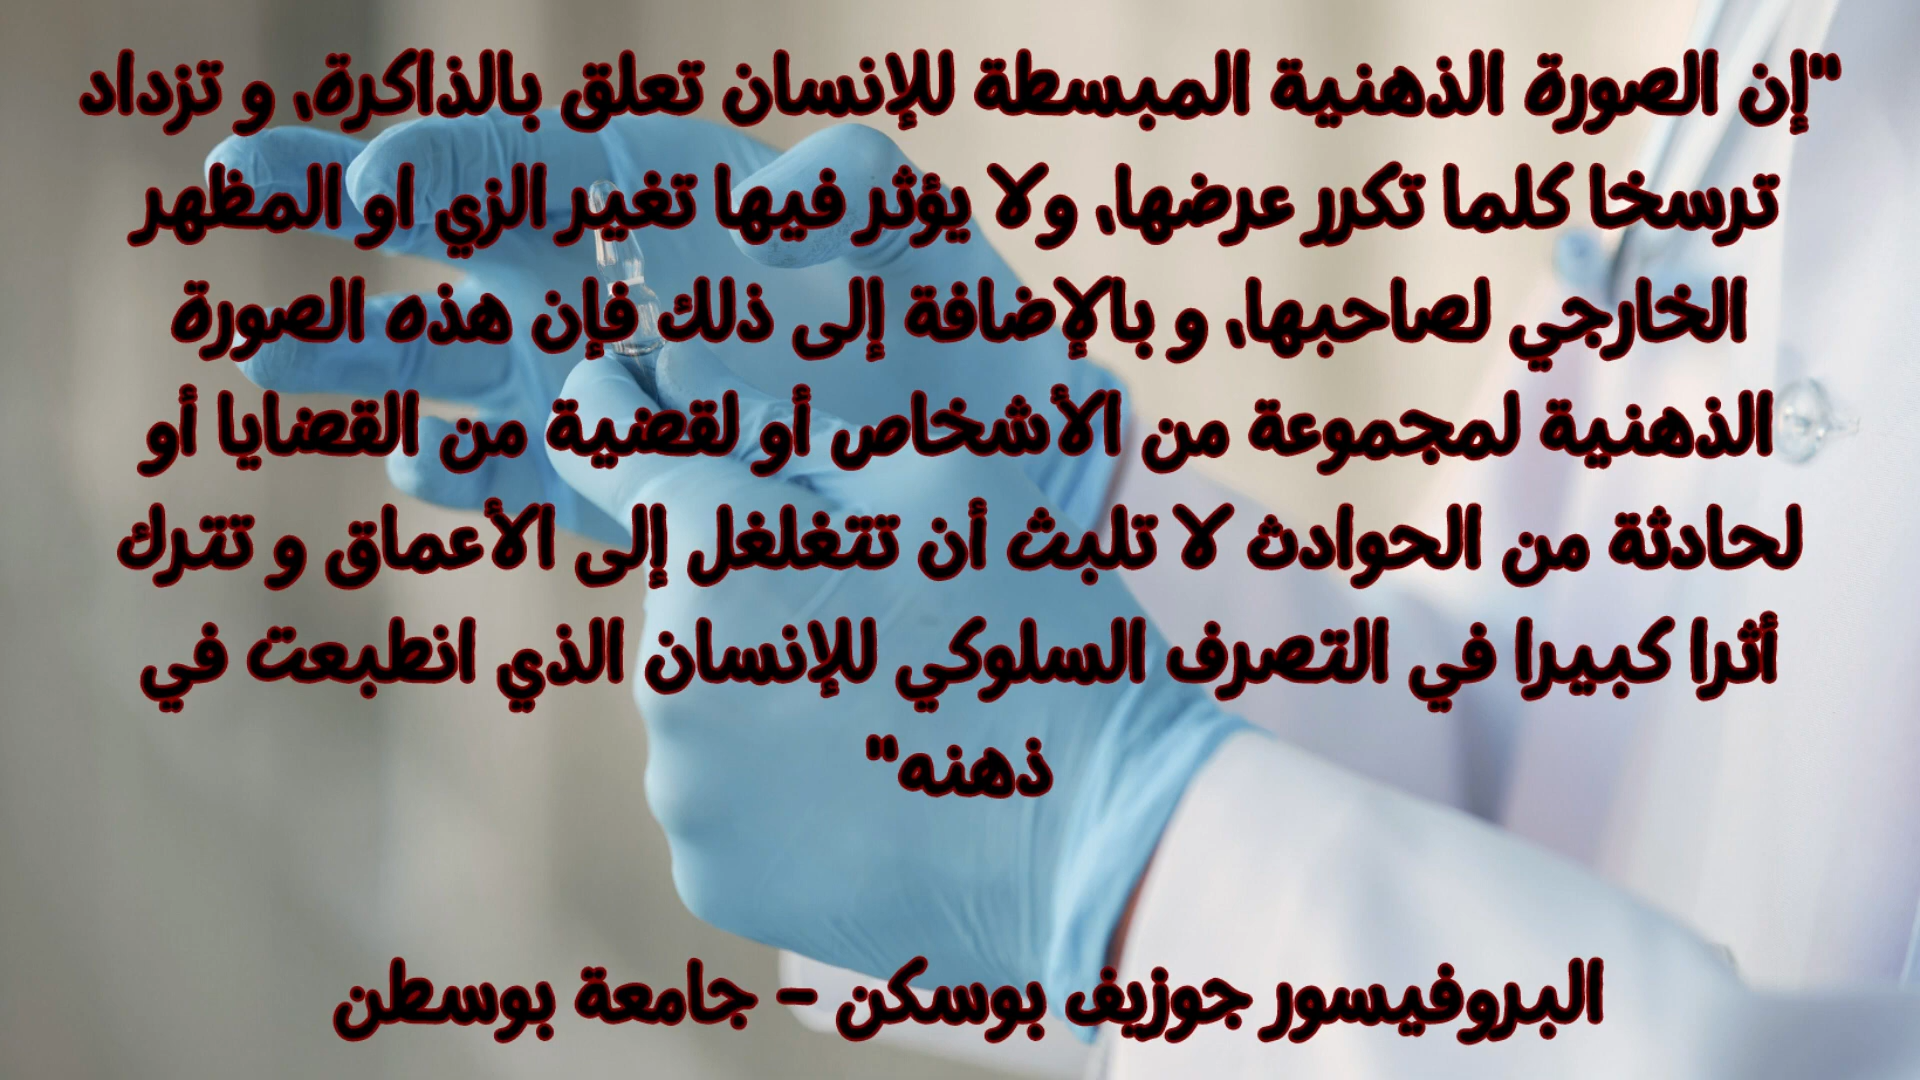 "إن الصورة الذهنية المبسطة للإنسان تعلق بالذاكرة، و تزداد
ترسخا كلما تكرر عرضها، ولا يؤثر فيها تغير الزي او المظهر
الخارجي لصاحبها، و بالإضافة إلى ذلك فإن هذه الصورة
الذهنية لمجموعة من الأشخاص أو لقضية من القضايا أو
لحادثة من الحوادث لا تلبث أن تتغلغل إلى الأعماق و تترك
أثرا كبيرا في التصرف السلوكي للإنسان الذي انطبعت في
ذهنه"
البروفيسور جوزيف بوسكن - جامعة بوسطن